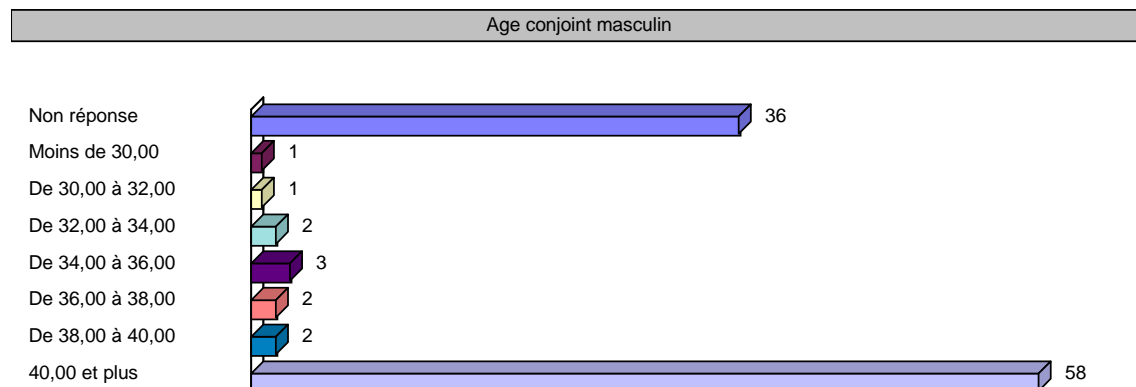 Age conjoint masculin
Non réponse 36
Moins de 30,00 1
De 30,00 à 32,00 1
De 32,00 à 34,00 2
De 34,00 à 36,00 3
De 36,00 à 38,00 2
De 38,00 à 40,00 2
40,00 et plus 58